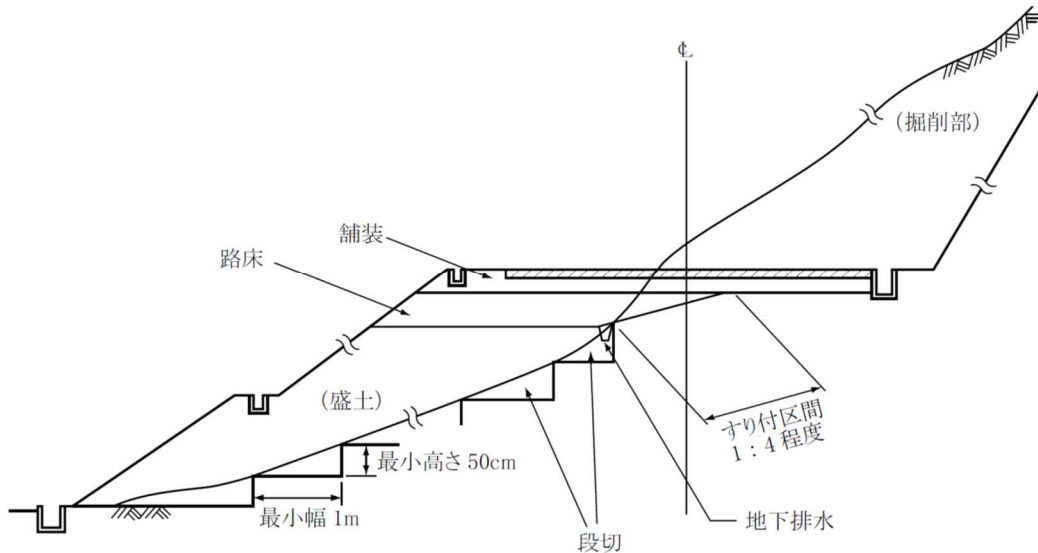 ℄
(掘削部)
舗装
路床
(盛土)
すり付区間
1:4程度
最小高さ 50cm
最小幅 1m
地下排水
段切